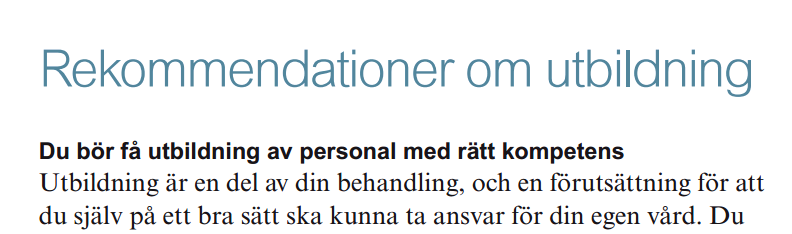 Rekommendationer om utbildning
Du bör få utbildning av personal med rätt kompetens
Utbildning är en del av din behandling, och en förutsättning för att
du själv på ett bra sätt ska kunna ta ansvar för din egen vård. Du